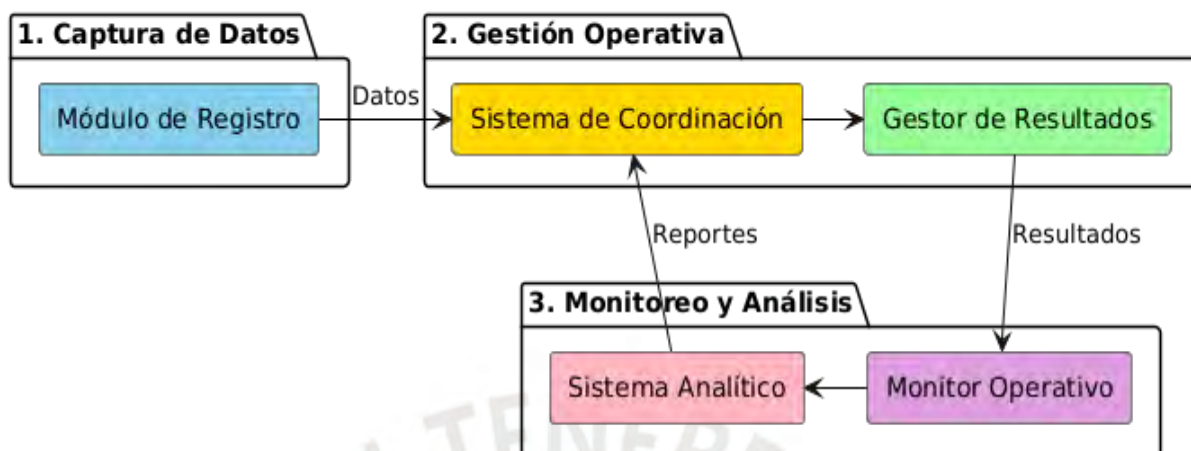 1. Captura de Datos
2. Gestión Operativa
Módulo de Registro
Datos
Sistema de Coordinación
Gestor de Resultados
Reportes
Resultados
3. Monitoreo y Análisis
Sistema Analítico
Monitor Operativo